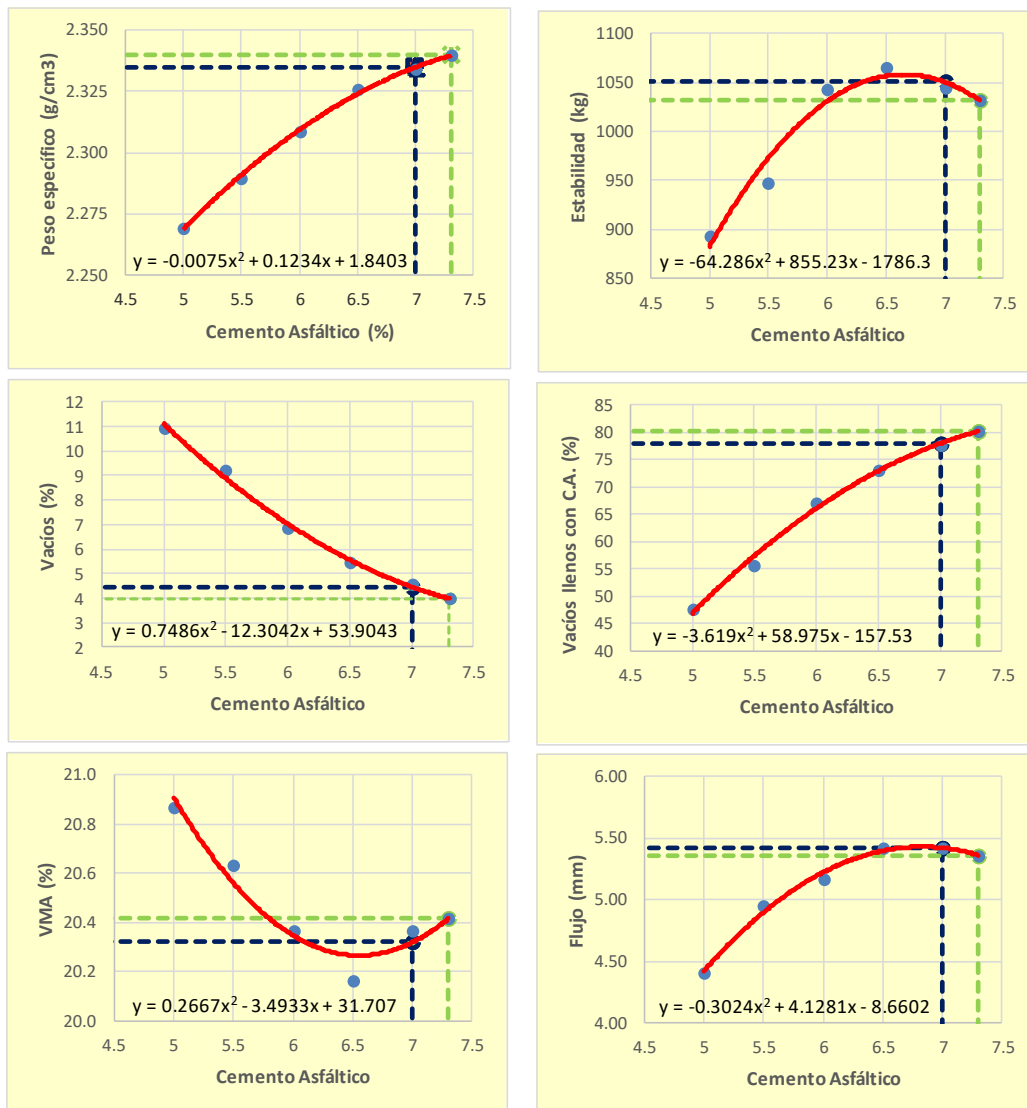 Peso específico (g/cm3)
2.350
2.325
2.300
2.275
2.250
y = -0.0075x² + 0.1234x + 1.8403
4.5 5 5.5 6 6.5 7 7.5
Cemento Asfáltico (%)
Estabilidad (kg)
1100
1050
1000
950
900
850
y = -64.286x² + 855.23x - 1786.3
4.5 5 5.5 6 6.5 7 7.5
Cemento Asfáltico
Vacíos (%)
12
11
10
9
8
7
6
5
4
3
2
y = 0.7486x² - 12.3042x + 53.9043
4.5 5 5.5 6 6.5 7 7.5
Cemento Asfáltico
Vacíos llenos con C.A. (%)
85
80
75
70
65
60
55
50
45
40
y = -3.619x² + 58.975x - 157.53
4.5 5 5.5 6 6.5 7 7.5
Cemento Asfáltico
VMA (%)
21.0
20.8
20.6
20.4
20.2
20.0
y = 0.2667x² - 3.4933x + 31.707
4.5 5 5.5 6 6.5 7 7.5
Cemento Asfáltico
Flujo (mm)
6.00
5.50
5.00
4.50
4.00
y = -0.3024x² + 4.1281x - 8.6602
4.5 5 5.5 6 6.5 7 7.5
Cemento Asfáltico